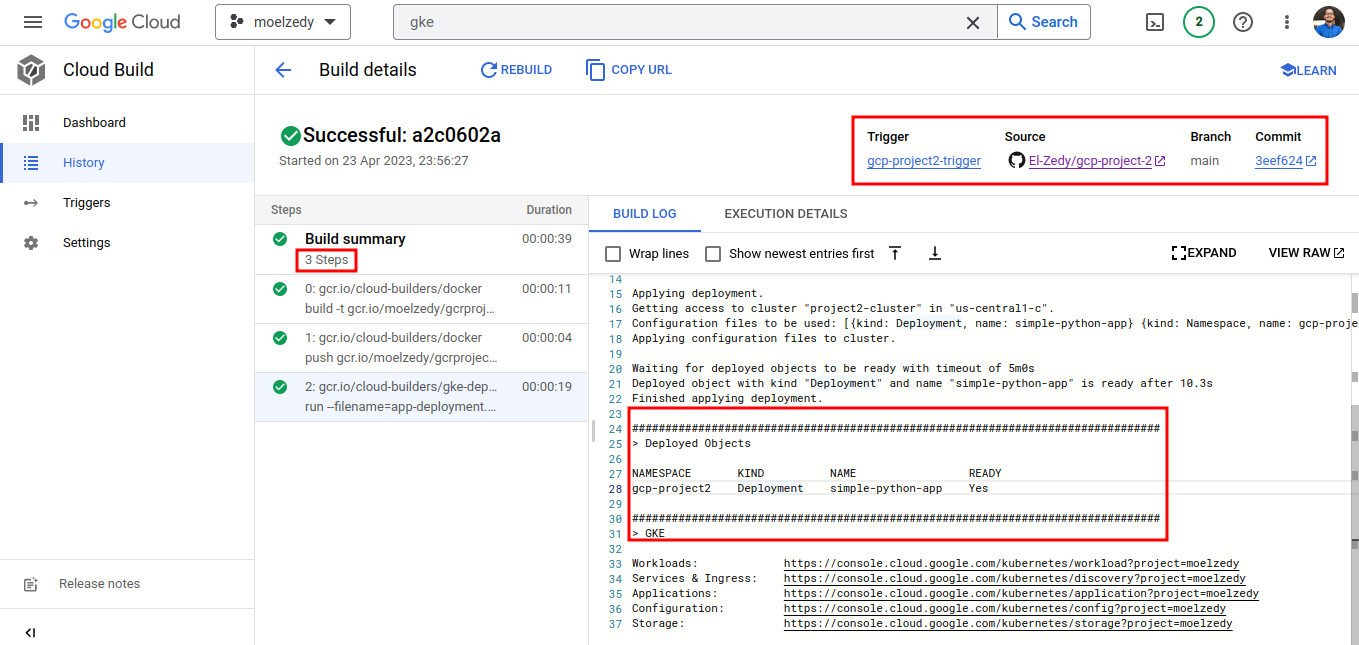 Google Cloud
moelzedy
gke
Search
2
Cloud Build
Build details
REBUILD
COPY URL
LEARN
Dashboard
History
Triggers
Settings
Release notes
Successful: a2c0602a
Started on 23 Apr 2023, 23:56:27
Trigger Source Branch Commit
gcp-project2-trigger El-Zedy/gcp-project-2 main 3eef624
Steps Duration
Build summary 00:00:39
3 Steps
0: gcr.io/cloud-builders/docker 00:00:11
build -t gcr.io/moelzedy/gcrproj...
1: gcr.io/cloud-builders/docker 00:00:04
push gcr.io/moelzedy/gcrprojec...
2: gcr.io/cloud-builders/gke-dep... 00:00:19
run --filename=app-deployment....
BUILD LOG EXECUTION DETAILS
Wrap lines Show newest entries first EXPAND VIEW RAW
14
15 Applying deployment.
16 Getting access to cluster "project2-cluster" in "us-central1-c".
17 Configuration files to be used: [{kind: Deployment, name: simple-python-app} {kind: Namespace, name: gcp-proje
18 Applying configuration files to cluster.
19
20 Waiting for deployed objects to be ready with timeout of 5m0s
21 Deployed object with kind "Deployment" and name "simple-python-app" is ready after 10.3s
22 Finished applying deployment.
23
24 ################################################################################
25 > Deployed Objects
26
27 NAMESPACE KIND NAME READY
28 gcp-project2 Deployment simple-python-app Yes
29
30 ################################################################################
31 > GKE
32
33 Workloads: https://console.cloud.google.com/kubernetes/workload?project=moelzedy
34 Services & Ingress: https://console.cloud.google.com/kubernetes/discovery?project=moelzedy
35 Applications: https://console.cloud.google.com/kubernetes/application?project=moelzedy
36 Configuration: https://console.cloud.google.com/kubernetes/config?project=moelzedy
37 Storage: https://console.cloud.google.com/kubernetes/storage?project=moelzedy